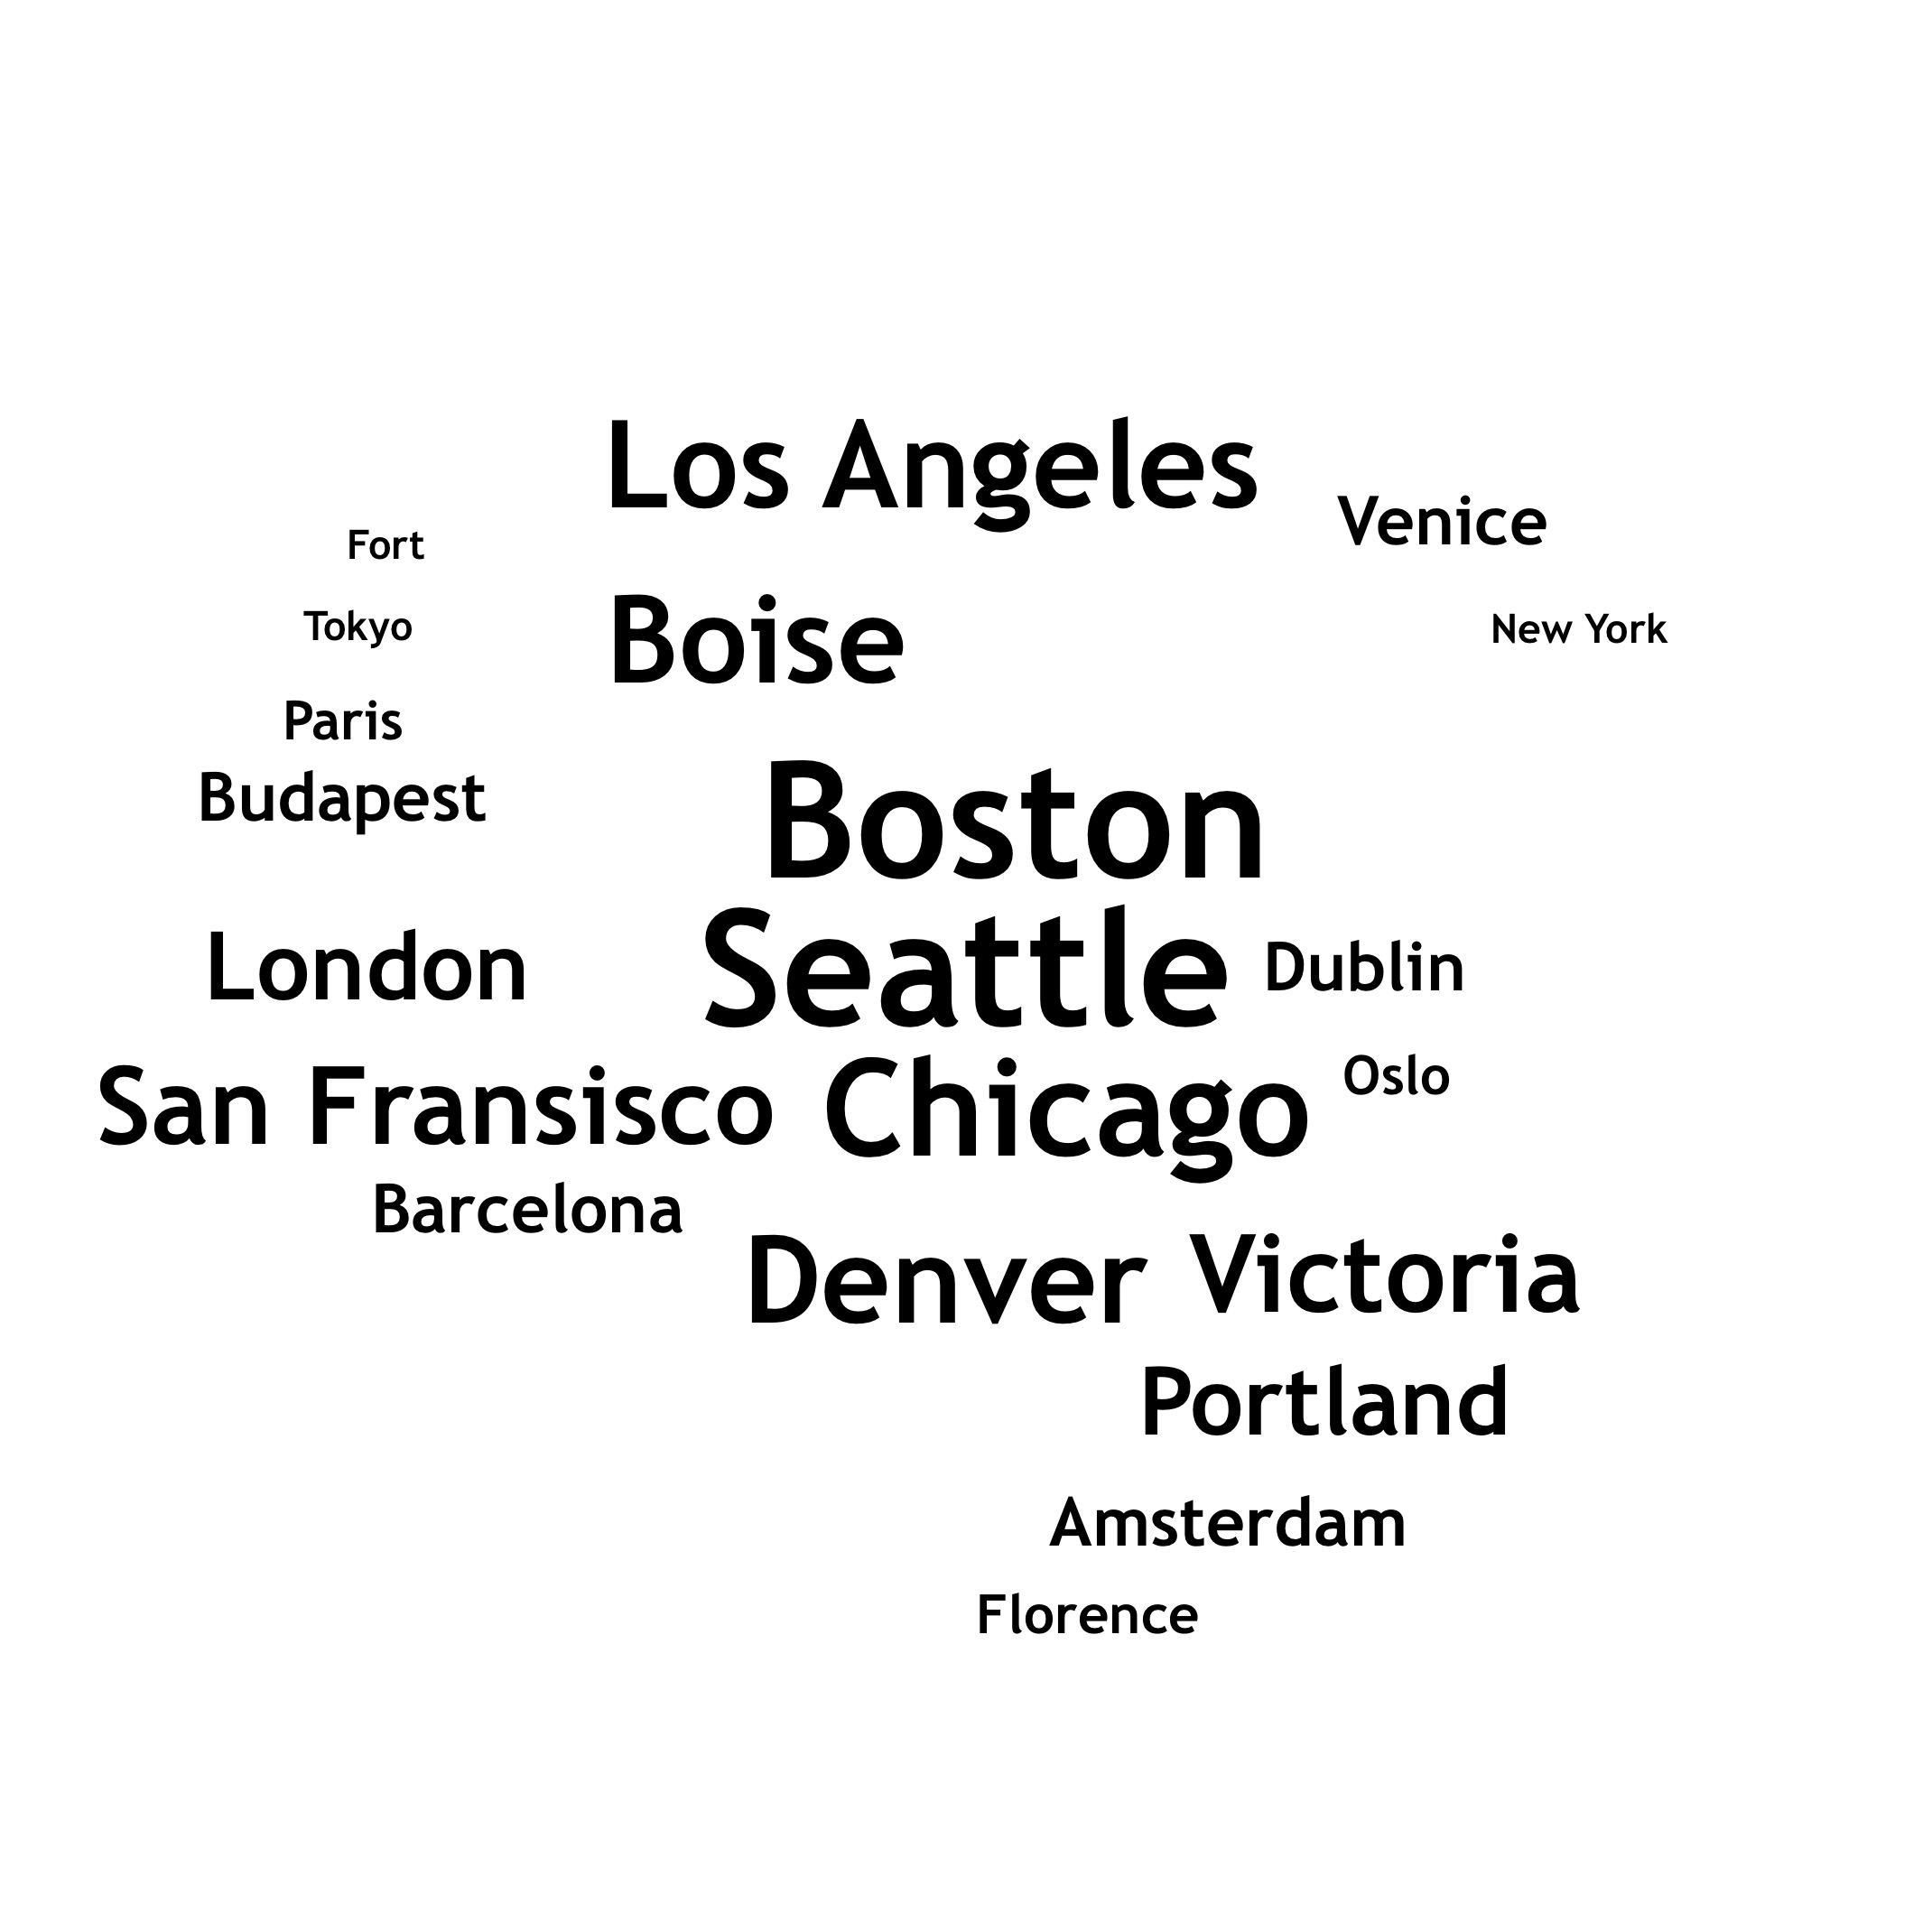 Los Angeles
Venice
Fort
Tokyo
Boise
New York
Paris
Budapest
Boston
London
Seattle
Dublin
San Fransisco
Chicago
Oslo
Barcelona
Denver
Victoria
Portland
Amsterdam
Florence